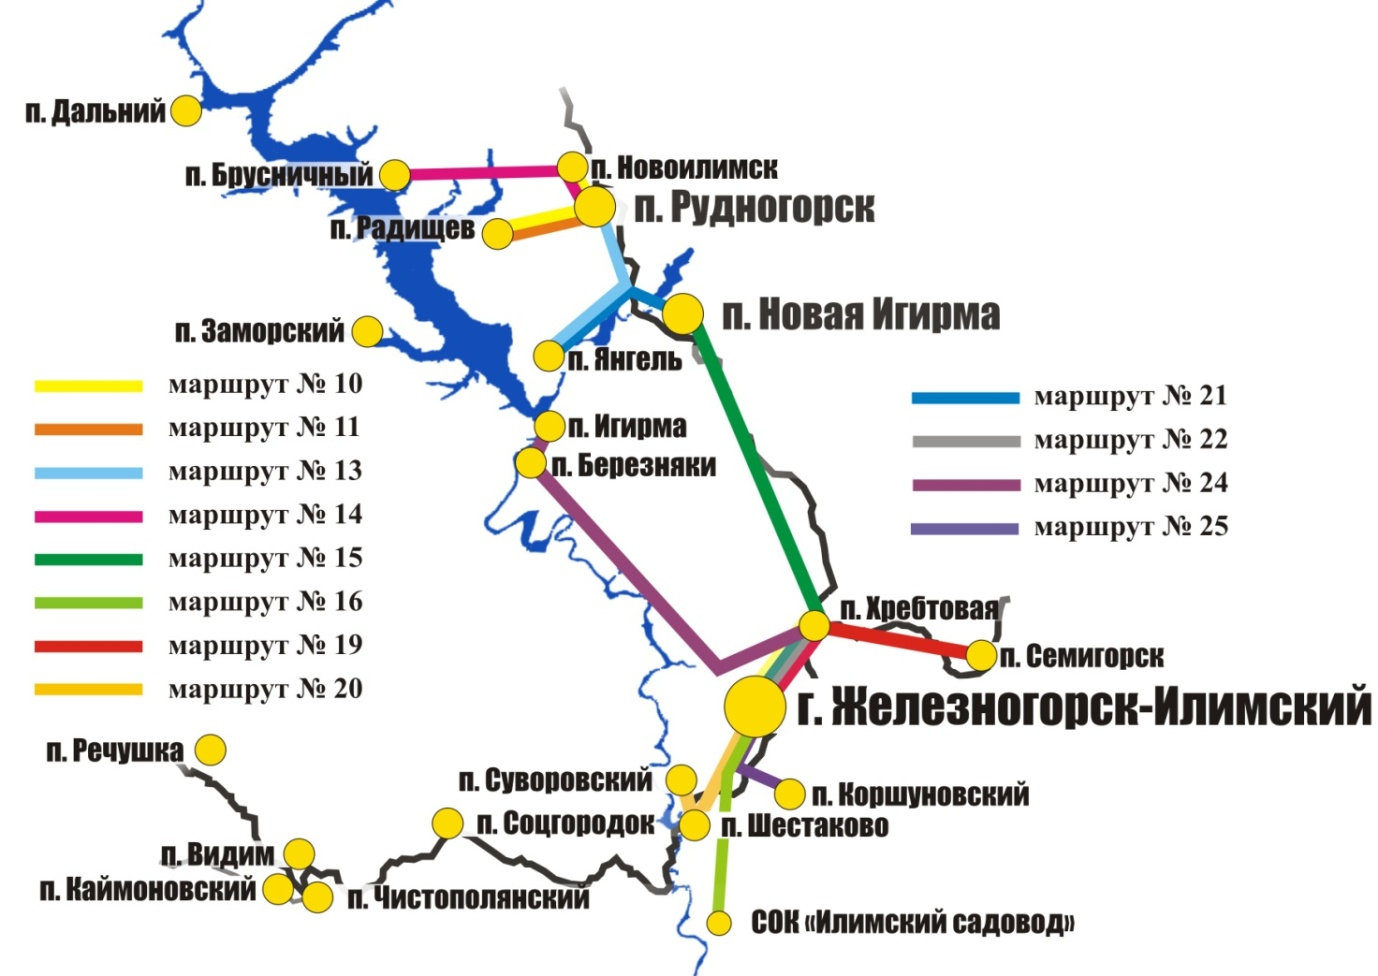 п. Дальний
п. Брусничный
п. Новоилимск
п. Рудногорск
п. Радищев
п. Новая Игирма
п. Заморский
п. Янгель
маршрут № 10
маршрут № 11
маршрут № 13
маршрут № 14
маршрут № 15
маршрут № 16
маршрут № 19
маршрут № 20
п. Игирма
п. Березняки
маршрут № 21
маршрут № 22
маршрут № 24
маршрут № 25
п. Хребтовая
п. Семигорск
г. Железногорск-Илимский
п. Речушка
п. Суворовский
п. Коршуновский
п. Соцгородок
п. Шестаково
п. Видим
п. Каймоновский
п. Чистополянский
СОК «Илимский садовод»